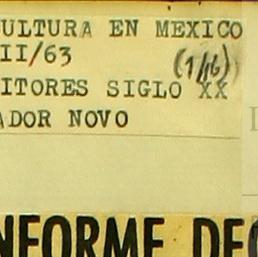 ULTURA EN MEXICO
II/63 (1/16)
ITORES SIGLO XX
ADOR NOVO
NFORME DE